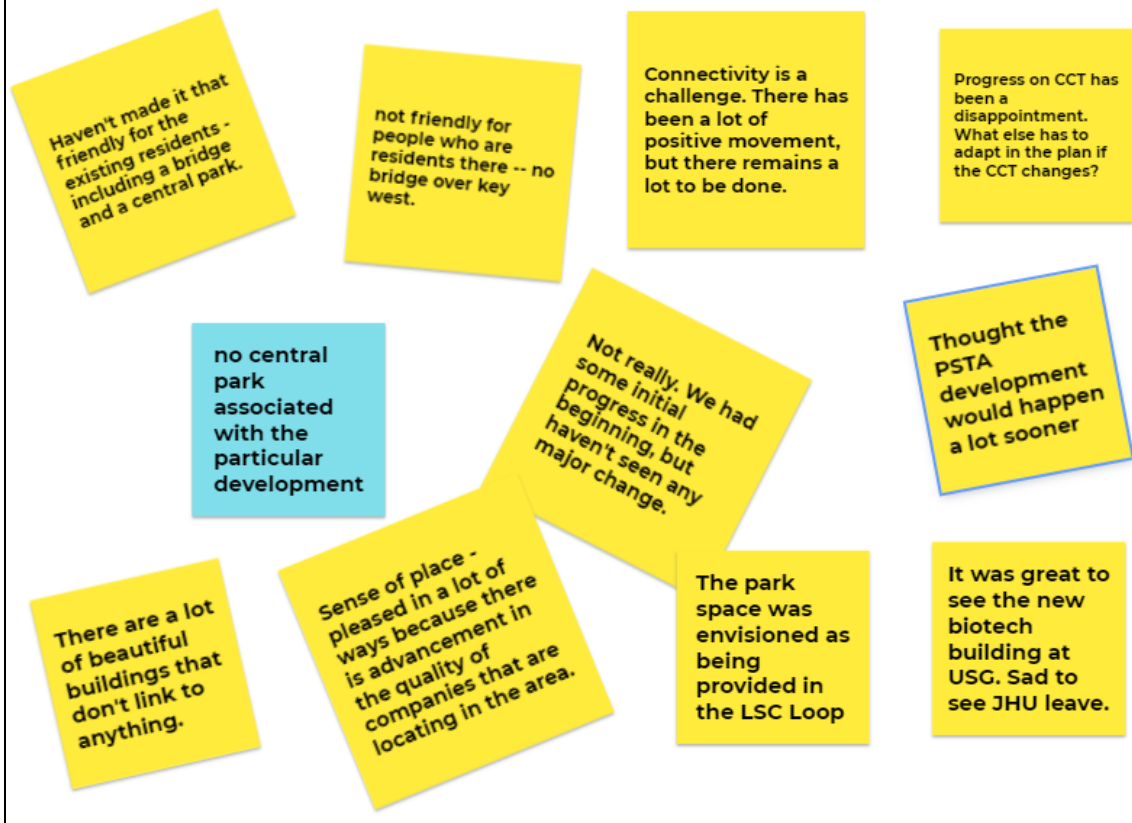 Haven't made it that
friendly for the
existing residents -
including a bridge
and a central park.
not friendly for
people who are
residents there -- no
bridge over key
west.
Connectivity is a
challenge. There has
been a lot of
positive movement,
but there remains a
lot to be done.
Progress on CCT has
been a
disappointment.
What else has to
adapt in the plan if
the CCT changes?
no central
park
associated
with the
particular
development
Not really. We had
some initial
progress in the
beginning, but
haven't seen any
major change.
Thought the
PSTA
development
would happen
a lot sooner
There are a lot
of beautiful
buildings that
don't link to
anything.
Sense of place -
pleased in a lot of
ways because there
is advancement in
the quality of
companies that are
locating in the area.
The park
space was
envisioned as
being
provided in
the LSC Loop
It was great to
see the new
biotech
building at
USG. Sad to
see JHU leave.